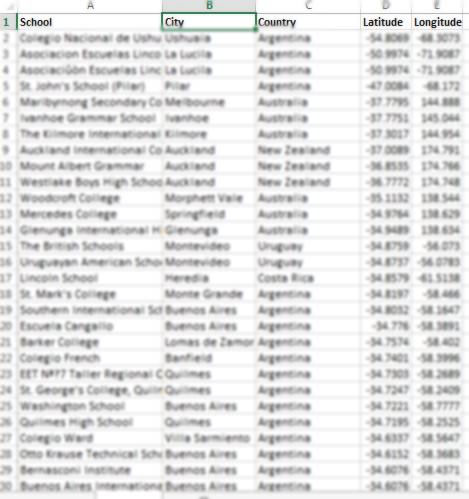 A B C D E
1 School City Country Latitude Longitude
2 Colegio Nacional de Ushu Ushuaia Argentina -54.8069 -68.3073
3 Asociacion Escuelas Linco La Lucila Argentina -50.9974 -71.9087
4 Escuelas Linc La Lucila Argentina -50.9974 -71.9087
5 St. John's School (Pilar) Pilar Argentina -47.0084 -68.172
6 Maribyrnong Secondary Co Melbourne Australia -37.7795 144.888
7 Ivanhoe Grammar School Ivanhoe Australia -37.7751 145.044
8 The Kilmore International Kilmore Australia -37.3017 144.954
9 Auckland International Co Auckland New Zealand -37.0089 174.791
10 Mount Albert Grammar Auckland New Zealand -36.8535 174.766
11 Westlake Boys High Schoo Auckland New Zealand -36.7772 174.748
12 Woodcroft College Morphett Vale Australia -35.1132 138.544
13 Mercedes College Springfield Australia -34.9764 138.629
14 Glenunga International H Glenunga Australia -34.9489 138.634
15 The British Schools Montevideo Uruguay -34.8759 -56.073
16 Uruguayan American Scho Montevideo Uruguay -34.8737 -56.0783
17 Lincoln School Heredia Costa Rica -34.8579 -61.5138
18 St. Mark's College Monte Grande Argentina -34.8197 -58.466
19 Southern International Sch Buenos Aires Argentina -34.8032 -58.1647
20 Escuela Cangallo Buenos Aires Argentina -34.776 -58.3891
21 Barker College Lomas de Zamor Argentina -34.7574 -58.402
22 Colegio French Banfield Argentina -34.7401 -58.3996
23 EET Nº7 Taller Regional Q Quilmes Argentina -34.7303 -58.2689
24 St. George's College, Quiln Quilmes Argentina -34.7247 -58.2409
25 Washington School Buenos Aires Argentina -34.7221 -58.7777
26 Quilmes High School Quilmes Argentina -34.7195 -58.2525
27 Colegio Ward Villa Sarmiento Argentina -34.6337 -58.5647
28 Otto Krause Technical Scho Buenos Aires Argentina -34.6152 -58.3683
29 Bernasconi Institute Buenos Aires Argentina -34.6076 -58.4371
30 Buenos Aires Internationa Buenos Aires Argentina -34.6076 -58.4371